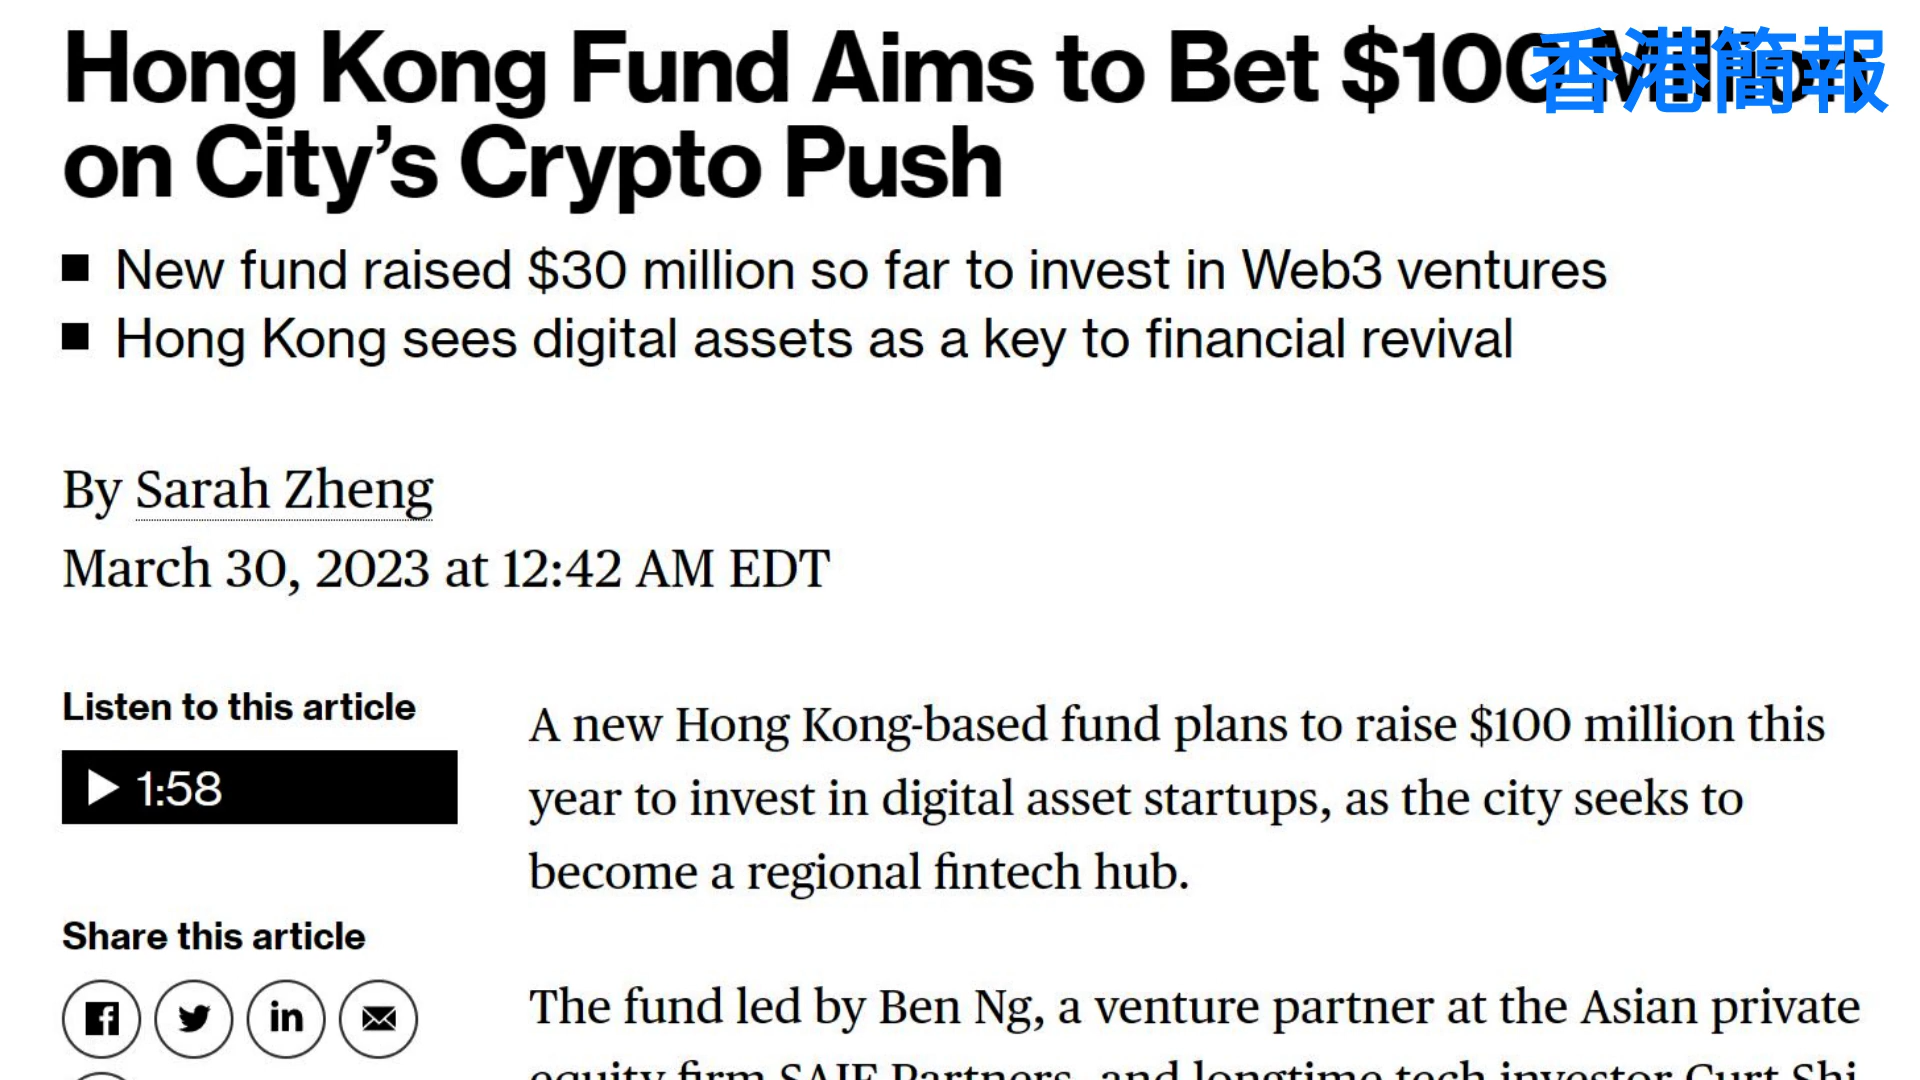 Hong Kong Fund Aims to Bet $100 Million
香港簡報
on City’s Crypto Push
■ New fund raised $30 million so far to invest in Web3 ventures
■ Hong Kong sees digital assets as a key to financial revival
By Sarah Zheng
March 30, 2023 at 12:42 AM EDT
Listen to this article
1:58
Share this article
A new Hong Kong-based fund plans to raise $100 million this
year to invest in digital asset startups, as the city seeks to
become a regional fintech hub.
The fund led by Ben Ng, a venture partner at the Asian private
equity firm SAIF Partners, and longtime tech investor Curt Shi